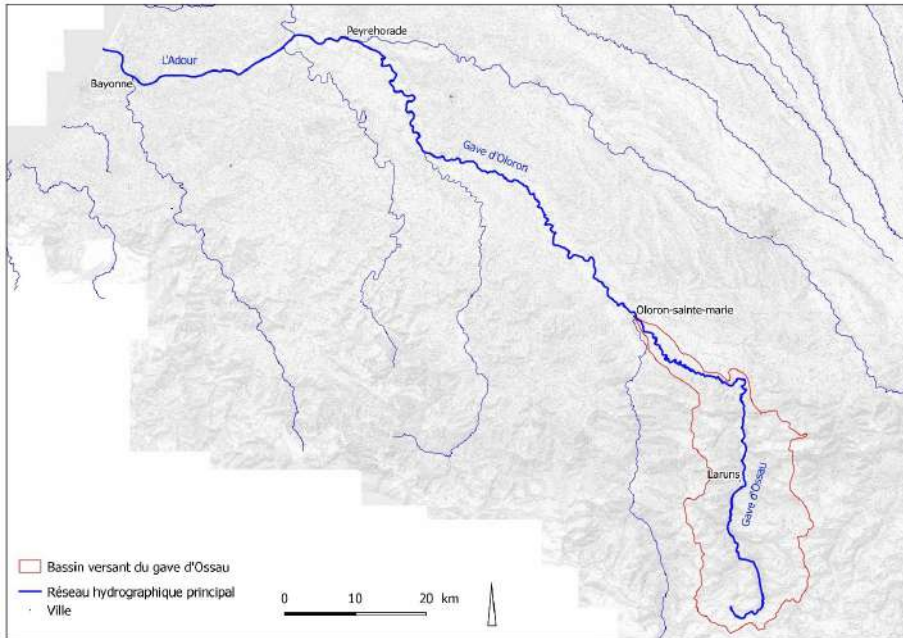 Peyrehorade
L'Adour
Bayonne
Gave d'Oloron
Oloron-sainte-marie
Laruns
Gave d'Ossau
Bassin versant du gave d'Ossau
Réseau hydrographique principal
Ville
0 10 20 km